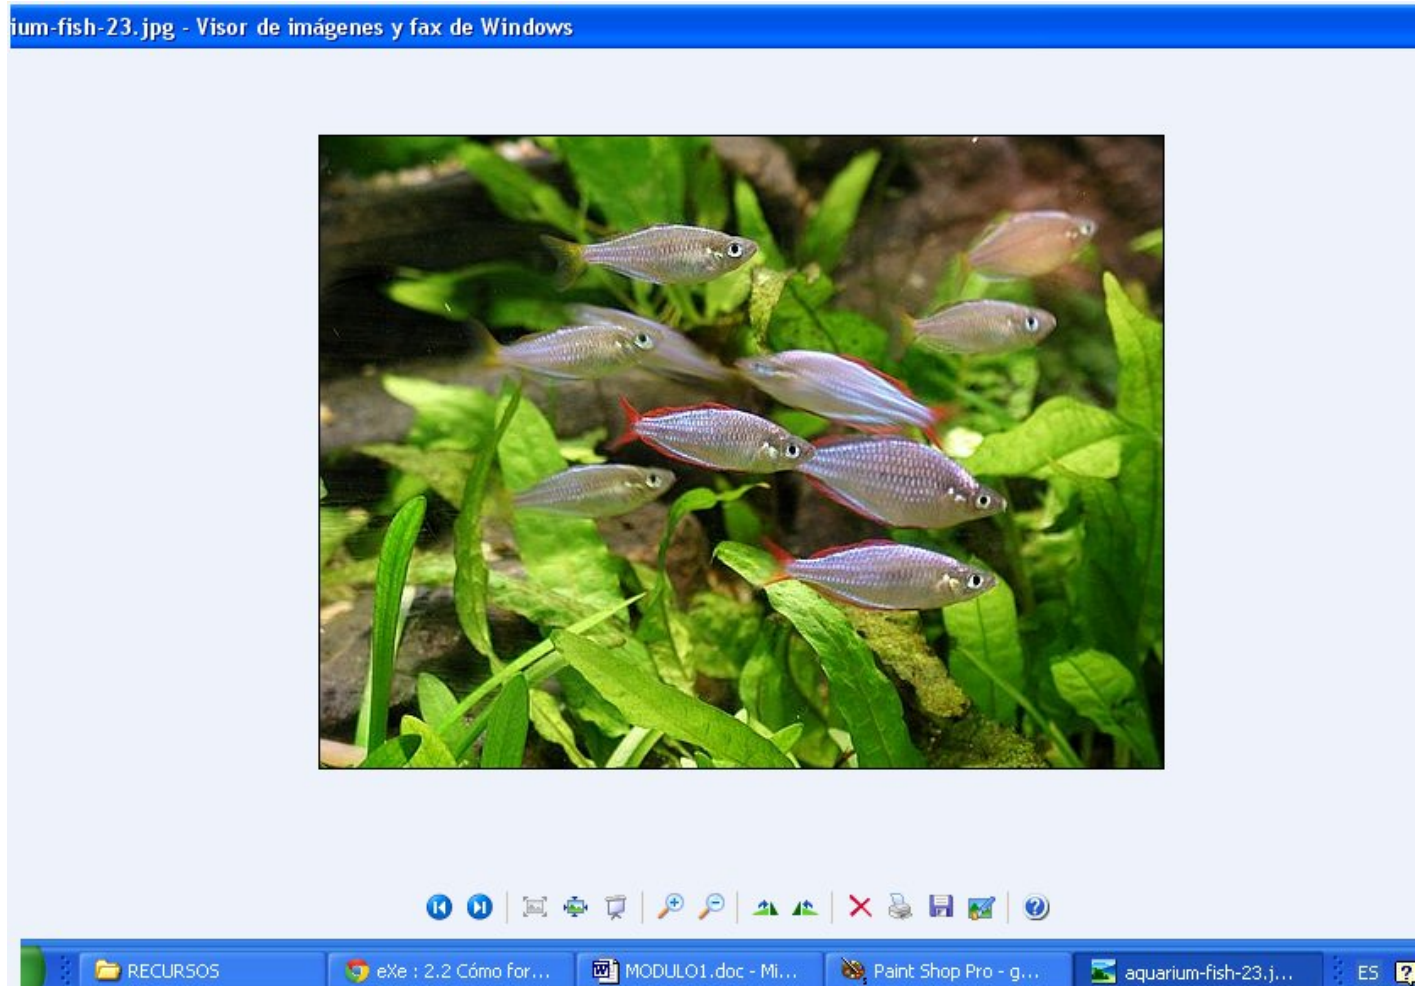 ium-fish-23.jpg - Visor de imágenes y fax de Windows
RECURSOS
eXe : 2.2 Cómo for...
MODULO1.doc - Mi...
Paint Shop Pro - g...
aquarium-fish-23.j...
ES